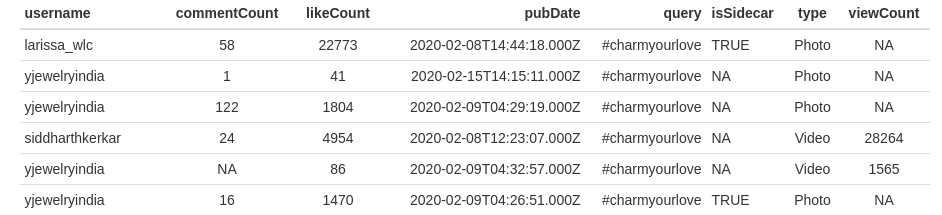 username commentCount likeCount pubDate query isSidecar type viewCount
larissa_wlc 58 22773 2020-02-08T14:44:18.000Z #charmyourlove TRUE Photo NA
yjewelryindia 1 41 2020-02-15T14:15:11.000Z #charmyourlove NA Photo NA
yjewelryindia 122 1804 2020-02-09T04:29:19.000Z #charmyourlove NA Photo NA
siddharthkerkar 24 4954 2020-02-08T12:23:07.000Z #charmyourlove NA Video 28264
yjewelryindia NA 86 2020-02-09T04:32:57.000Z #charmyourlove NA Video 1565
yjewelryindia 16 1470 2020-02-09T04:26:51.000Z #charmyourlove TRUE Photo NA